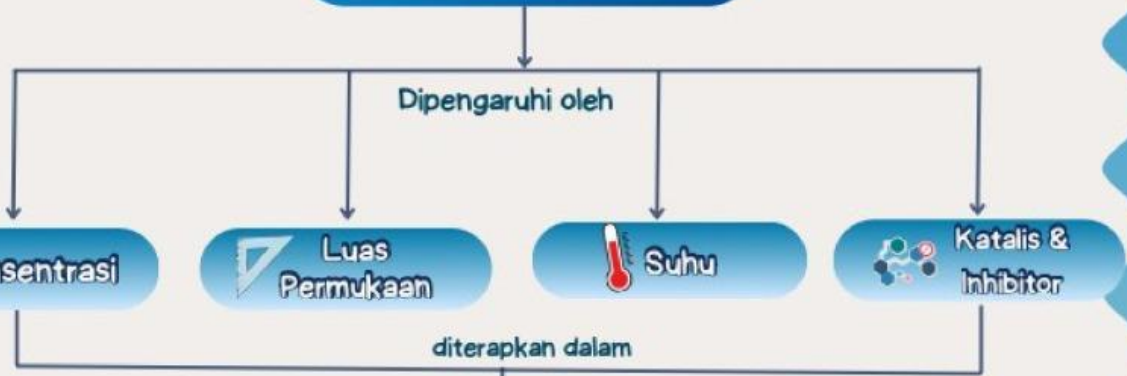 Dipengaruhi oleh
sentrasi
Luas
Permukaan
Suhu
Katalis &
Inhibitor
diterapkan dalam